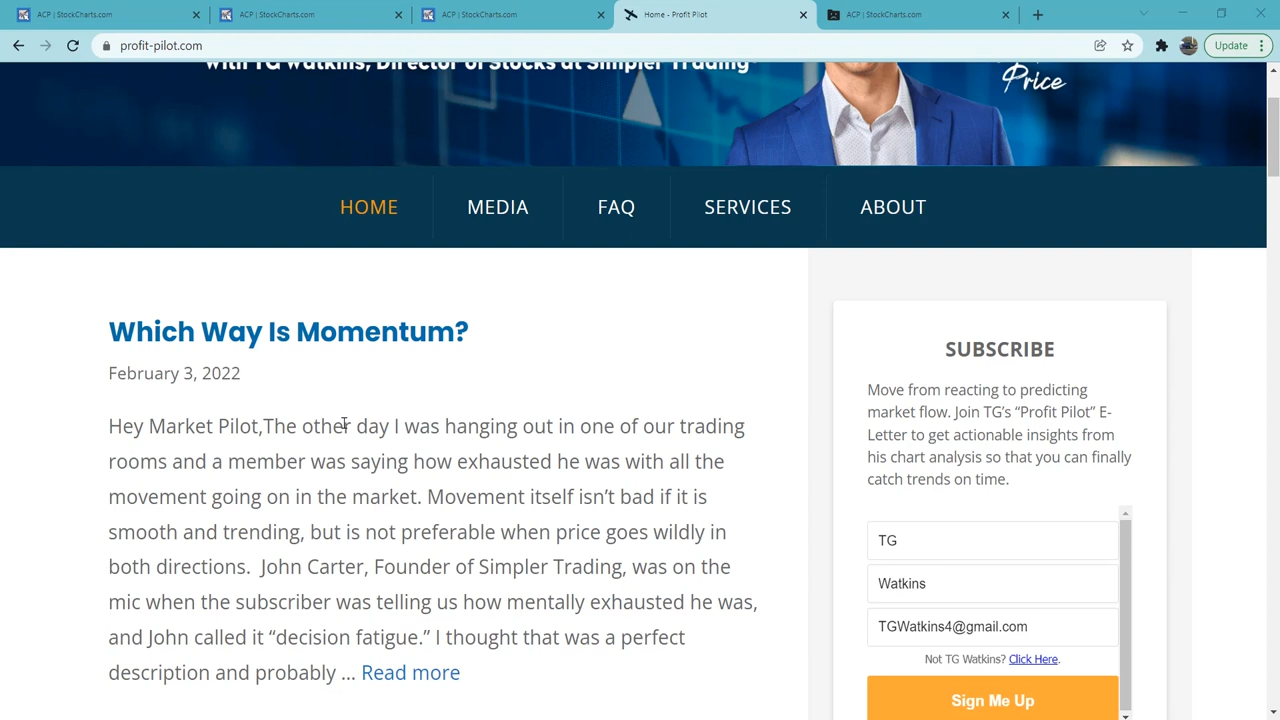 ACP | StockCharts.com
ACP | StockCharts.com
ACP | StockCharts.com
Home - Profit Pilot
ACP | StockCharts.com
profit-pilot.com
Update
with TG Watkins, Director of Stocks at Simpler Trading
Price
HOME
MEDIA
FAQ
SERVICES
ABOUT
Which Way Is Momentum?
February 3, 2022
Hey Market Pilot,The other day I was hanging out in one of our trading
rooms and a member was saying how exhausted he was with all the
movement going on in the market. Movement itself isn’t bad if it is
smooth and trending, but is not preferable when price goes wildly in
both directions.  John Carter, Founder of Simpler Trading, was on the
mic when the subscriber was telling us how mentally exhausted he was,
and John called it “decision fatigue.” I thought that was a perfect
description and probably … Read more
SUBSCRIBE
Move from reacting to predicting
market flow. Join TG’s “Profit Pilot” E-
Letter to get actionable insights from
his chart analysis so that you can finally
catch trends on time.
TG
Watkins
TGWatkins4@gmail.com
Not TG Watkins? Click Here.
Sign Me Up